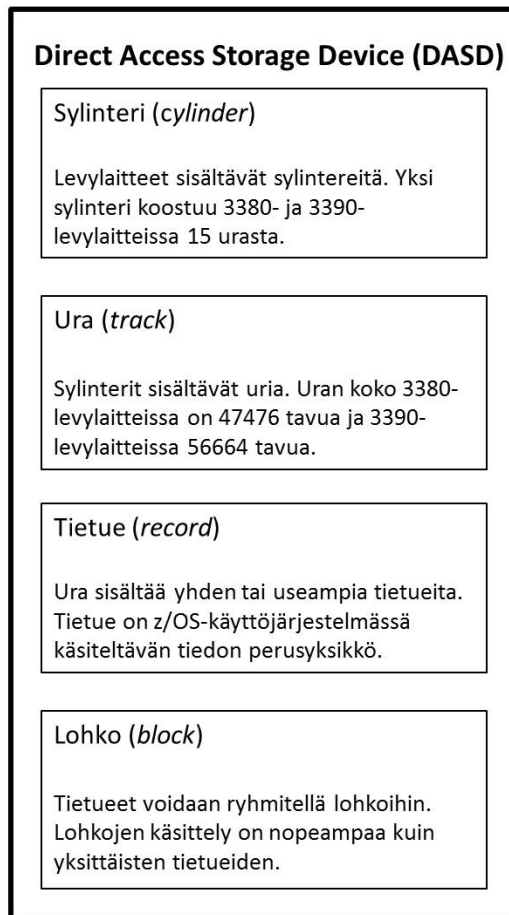 Direct Access Storage Device (DASD)
Sylinteri (cylinder)
Levylaitteet sisältävät sylintereitä. Yksi
sylinteri koostuu 3380- ja 3390-
levylaitteissa 15 urasta.
Ura (track)
Sylinterit sisältävät uria. Uran koko 3380-
levylaitteissa on 47476 tavua ja 3390-
levylaitteissa 56664 tavua.
Tietue (record)
Ura sisältää yhden tai useampia tietueita.
Tietue on z/OS-käyttöjärjestelmässä
käsiteltävän tiedon perusyksikkö.
Lohko (block)
Tietueet voidaan ryhmitellä lohkoihin.
Lohkojen käsittely on nopeampaa kuin
yksittäisten tietueiden.